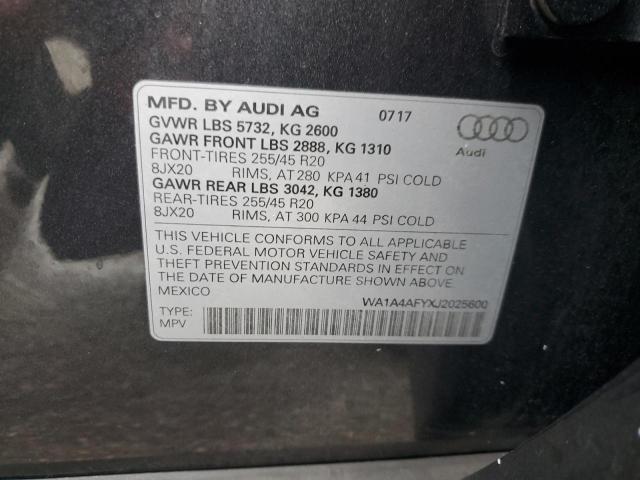 MFD. BY AUDI AG 0717
GVWR LBS 5732, KG 2600
GAWR FRONT LBS 2888, KG 1310
FRONT-TIRES 255/45 R20
8JX20 RIMS, AT 280 KPA 41 PSI COLD
GAWR REAR LBS 3042, KG 1380
REAR-TIRES 255/45 R20
8JX20 RIMS, AT 300 KPA 44 PSI COLD
Audi
THIS VEHICLE CONFORMS TO ALL APPLICABLE
U.S. FEDERAL MOTOR VEHICLE SAFETY AND
THEFT PREVENTION STANDARDS IN EFFECT ON
THE DATE OF MANUFACTURE SHOWN ABOVE.
MEXICO
WA1A4AFYXJ2025600
TYPE:
MPV